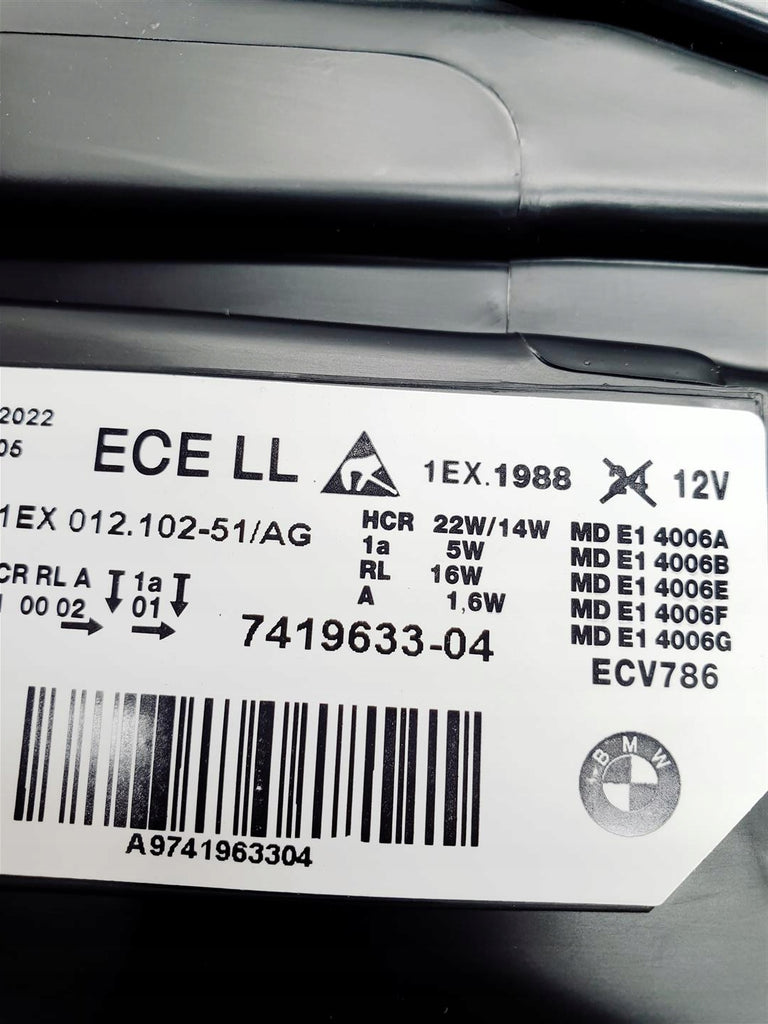 2022
05
ECE LL
1EX.1988
24 12V
1EX 012.102-51/AG
HCR 22W/14W
1a 5W
RL 16W
A 1,6W
MD E1 4006A
MD E1 4006B
MD E1 4006E
MD E1 4006F
MD E1 4006G
CR RL A 1a
00 02 01
7419633-04
ECV786
BMW
A9741963304